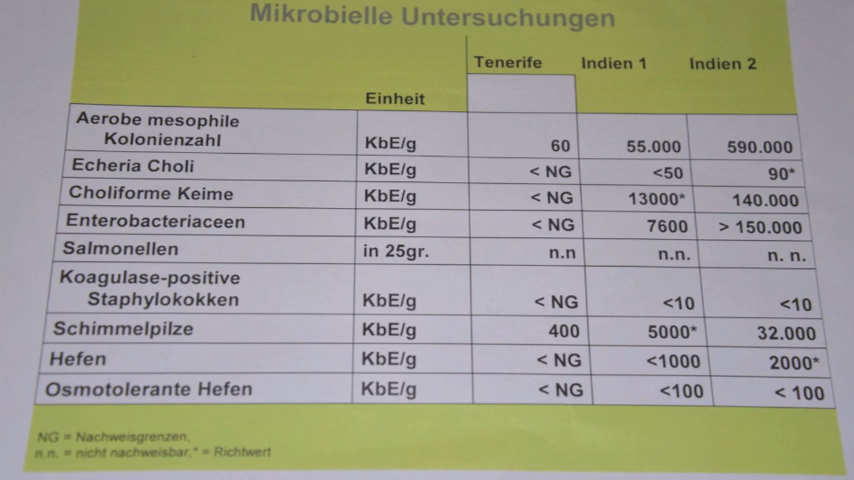 Mikrobielle Untersuchungen
Tenerife Indien 1 Indien 2
Einheit
Aerobe mesophile
Kolonienzahl KbE/g 60 55.000 590.000
Echeria Choli KbE/g < NG <50 90*
Choliforme Keime KbE/g < NG 13000* 140.000
Enterobacteriaceen KbE/g < NG 7600 > 150.000
Salmonellen in 25gr. n.n n.n. n. n.
Koagulase-positive
Staphylokokken KbE/g < NG <10 <10
Schimmelpilze KbE/g 400 5000* 32.000
Hefen KbE/g < NG <1000 2000*
Osmotolerante Hefen KbE/g < NG <100 < 100
NG = Nachweisgrenzen,
n.n. = nicht nachweisbar,* = Richtwert